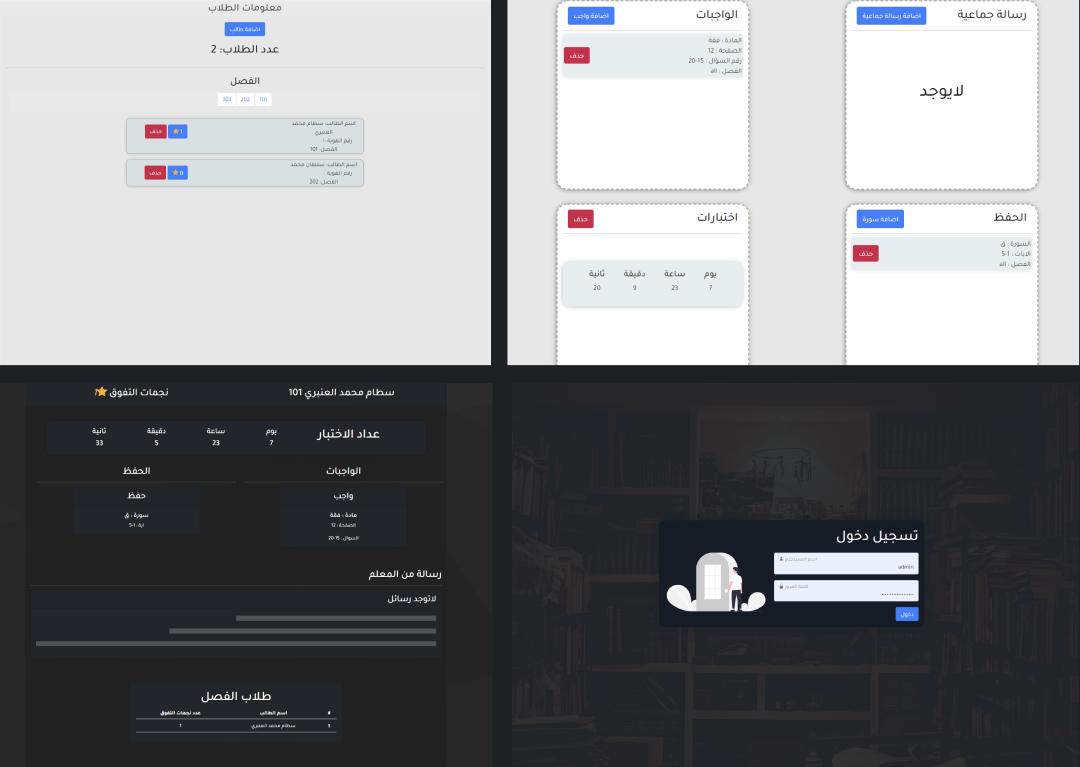 معلومات الطلاب
اضافة طالب
عدد الطلاب: 2
الفصل
101
202
303
اسم الطالب: سطام محمد
العنبري
رقم الهوية: ١
الفصل: 101
1
حذف
اسم الطالب: سلطان محمد
رقم الهوية :
الفصل: 202
0
حذف
رسالة جماعية
اضافة رسالة جماعية
لايوجد
الواجبات
اضافة واجب
المادة : فقة
الصفحة : 12
رقم السؤال : 15-20
الفصل : all
حذف
الحفظ
اضافة سورة
السورة : ق
الايات : 1-5
الفصل : all
حذف
اختبارات
حذف
يوم ساعة دقيقة ثانية
7 23 9 20
سطام محمد العنبري 101
نجمات التفوق
عداد الاختبار
يوم ساعة دقيقة ثانية
7 23 5 33
الواجبات
واجب
مادة : فقة
الصفحة : 12
السوال : 15-20
الحفظ
حفظ
سورة : ق
اية : 1-5
رسالة من المعلم
لاتوجد رسائل
طلاب الفصل
# اسم الطالب عدد نجمات التفوق
1 سطام محمد العنبري 1
تسجيل دخول
اسم المستخدم
admin
كلمة المرور
دخول